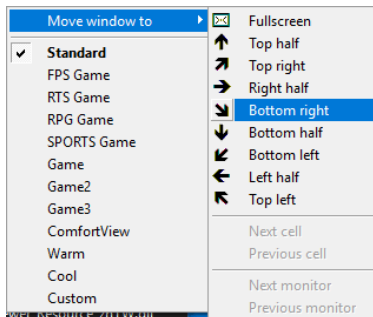 Move window to
Standard
FPS Game
RTS Game
RPG Game
SPORTS Game
Game
Game2
Game3
ComfortView
Warm
Cool
Custom
Fullscreen
Top half
Top right
Right half
Bottom right
Bottom half
Bottom left
Left half
Top left
Next cell
Previous cell
Next monitor
Previous monitor